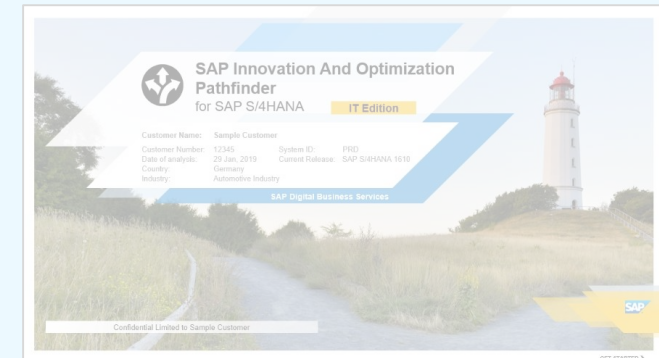 SAP Innovation And Optimization
Pathfinder
for SAP S/4HANA IT Edition
Customer Name: Sample Customer
Customer Number: 12345 System ID: PRD
Date of analysis: 29 Jan, 2019 Current Release: SAP S/4HANA 1610
Country: Germany
Industry: Automotive Industry
SAP Digital Business Services
SAP
Confidential Limited to Sample Customer